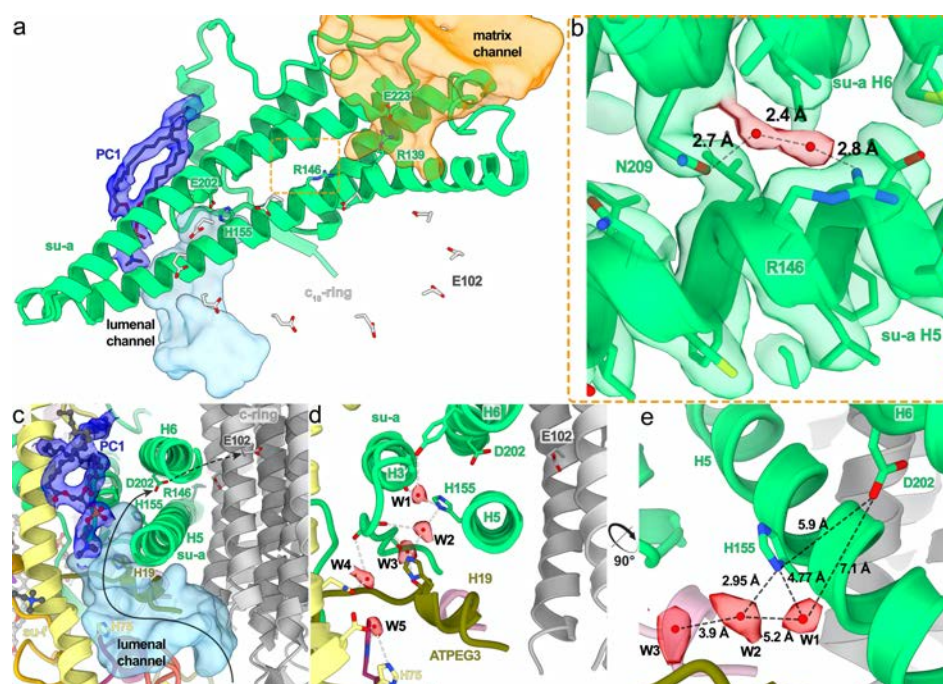 a
matrix
channel
E223
PC1
R139
R146
E202
H155
su-a
E102
c₁₀-ring
lumenal
channel
b
su-a H6
2.4 Å
2.7 Å
2.8 Å
N209
R146
su-a H5
c
c-ring
PC1
H6
E102
D202
R146
H155
H5
su-a
H19
su-f
H75
lumenal
channel
d
su-a
H6
E102
D202
H3
W1
H155
H5
W2
W3
W4
H19
W5
ATPEG3
H75
90°
e
H6
H5
D202
5.9 Å
H155
7.1 Å
2.95 Å
4.77 Å
3.9 Å
5.2 Å
W3
W2
W1